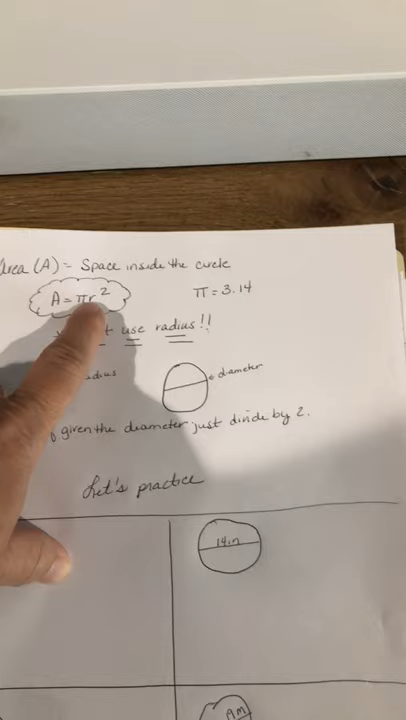 Area (A) = Space inside the circle
A = πr²
π = 3.14
use radius!!
diameter
given the diameter just divide by 2.
Let's practice
14in
9m